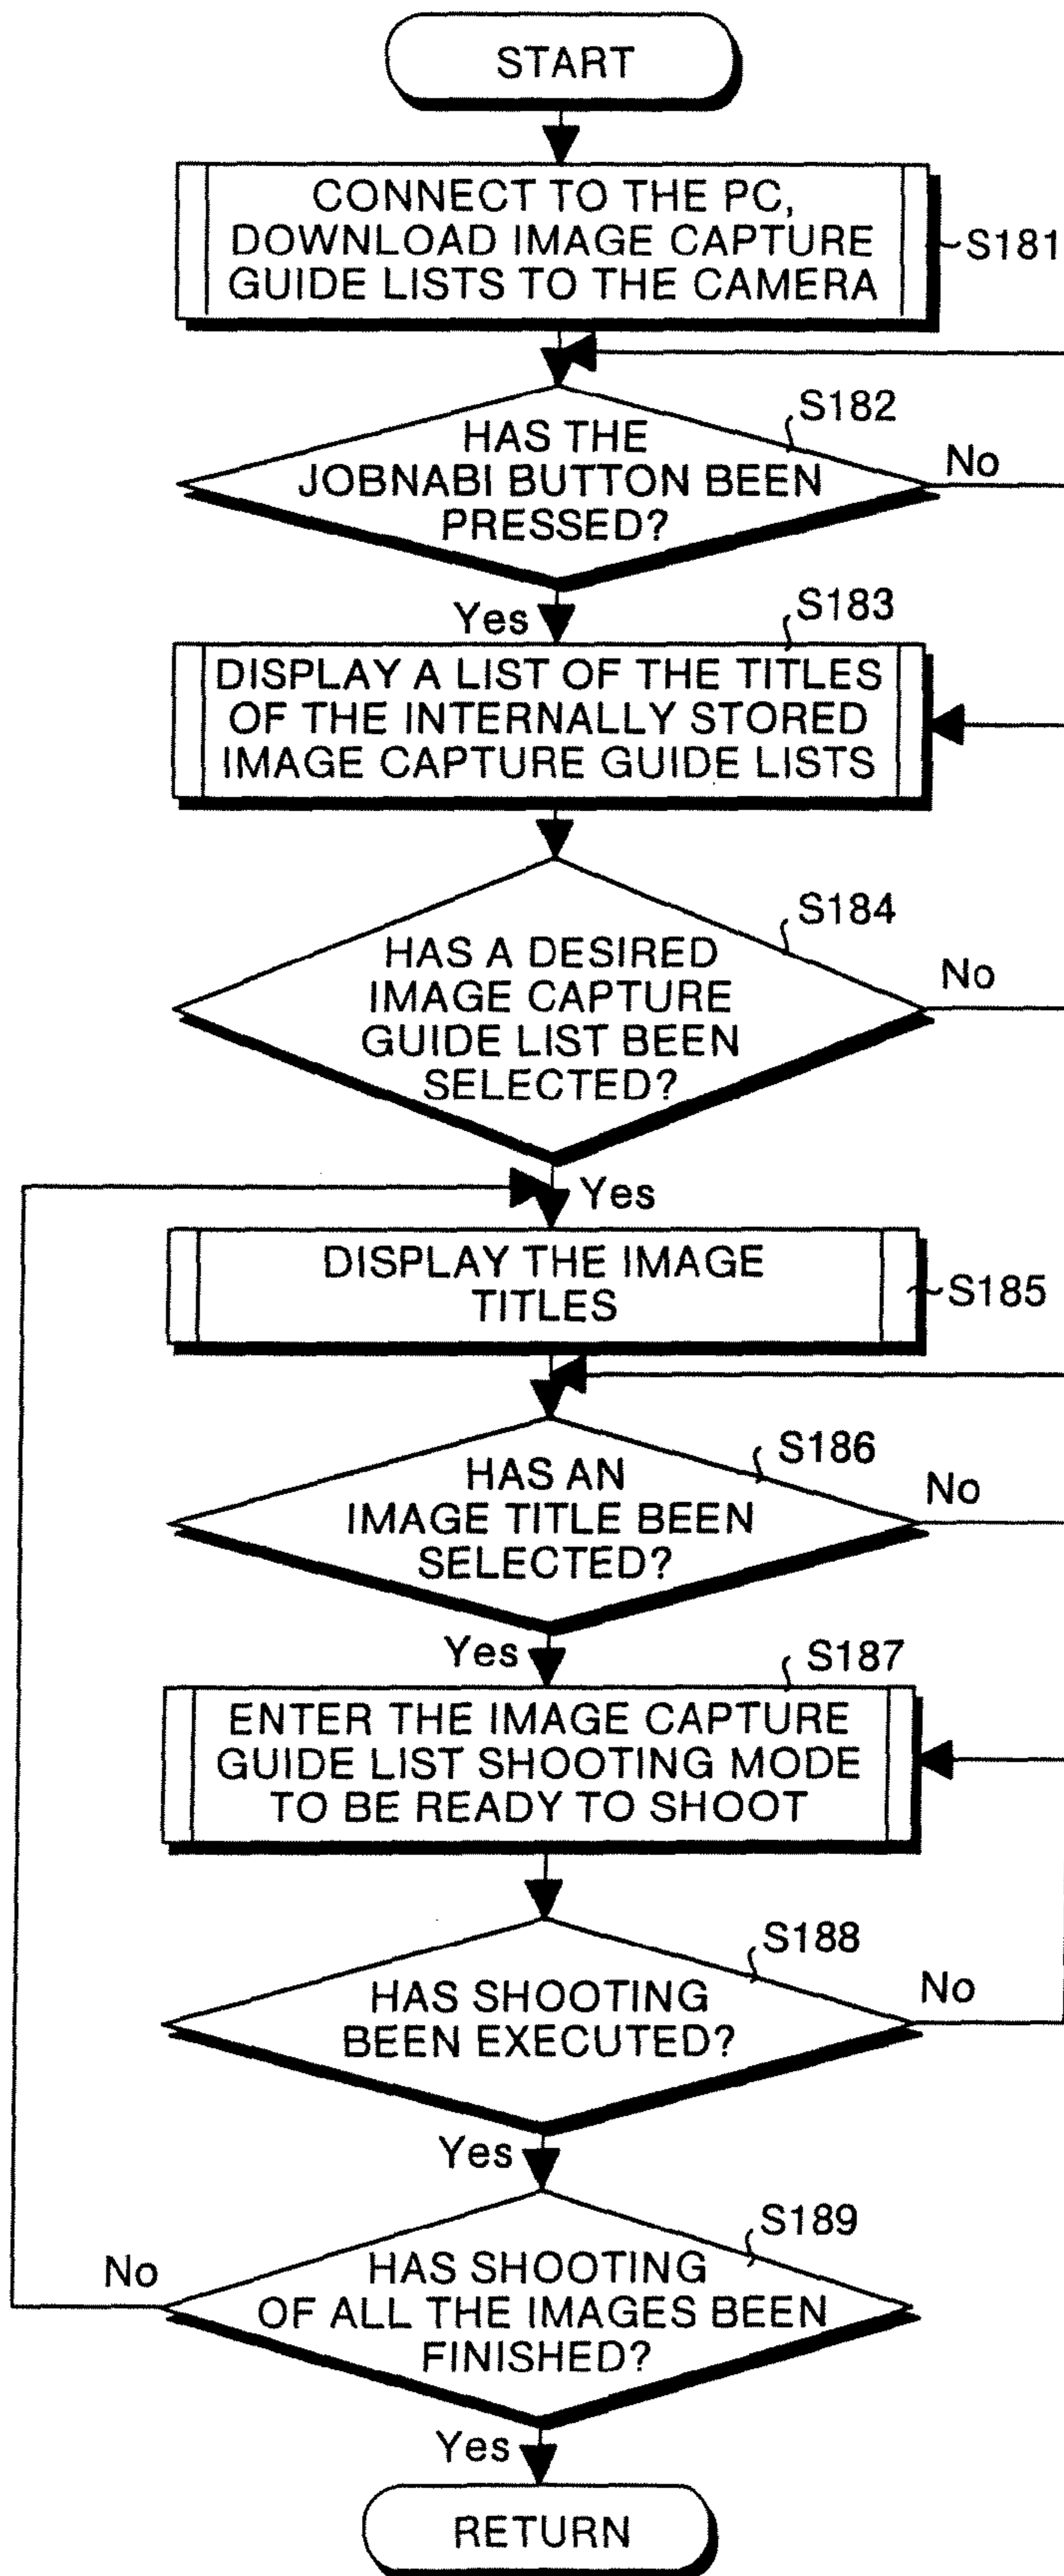 START
CONNECT TO THE PC,
DOWNLOAD IMAGE CAPTURE
GUIDE LISTS TO THE CAMERA
S181
S182
HAS THE
JOBNABI BUTTON BEEN
PRESSED?
No
Yes
S183
DISPLAY A LIST OF THE TITLES
OF THE INTERNALLY STORED
IMAGE CAPTURE GUIDE LISTS
S184
HAS A DESIRED
IMAGE CAPTURE
GUIDE LIST BEEN
SELECTED?
No
Yes
DISPLAY THE IMAGE
TITLES
S185
S186
HAS AN
IMAGE TITLE BEEN
SELECTED?
No
Yes
S187
ENTER THE IMAGE CAPTURE
GUIDE LIST SHOOTING MODE
TO BE READY TO SHOOT
S188
HAS SHOOTING
BEEN EXECUTED?
No
Yes
S189
HAS SHOOTING
OF ALL THE IMAGES BEEN
FINISHED?
No
Yes
RETURN